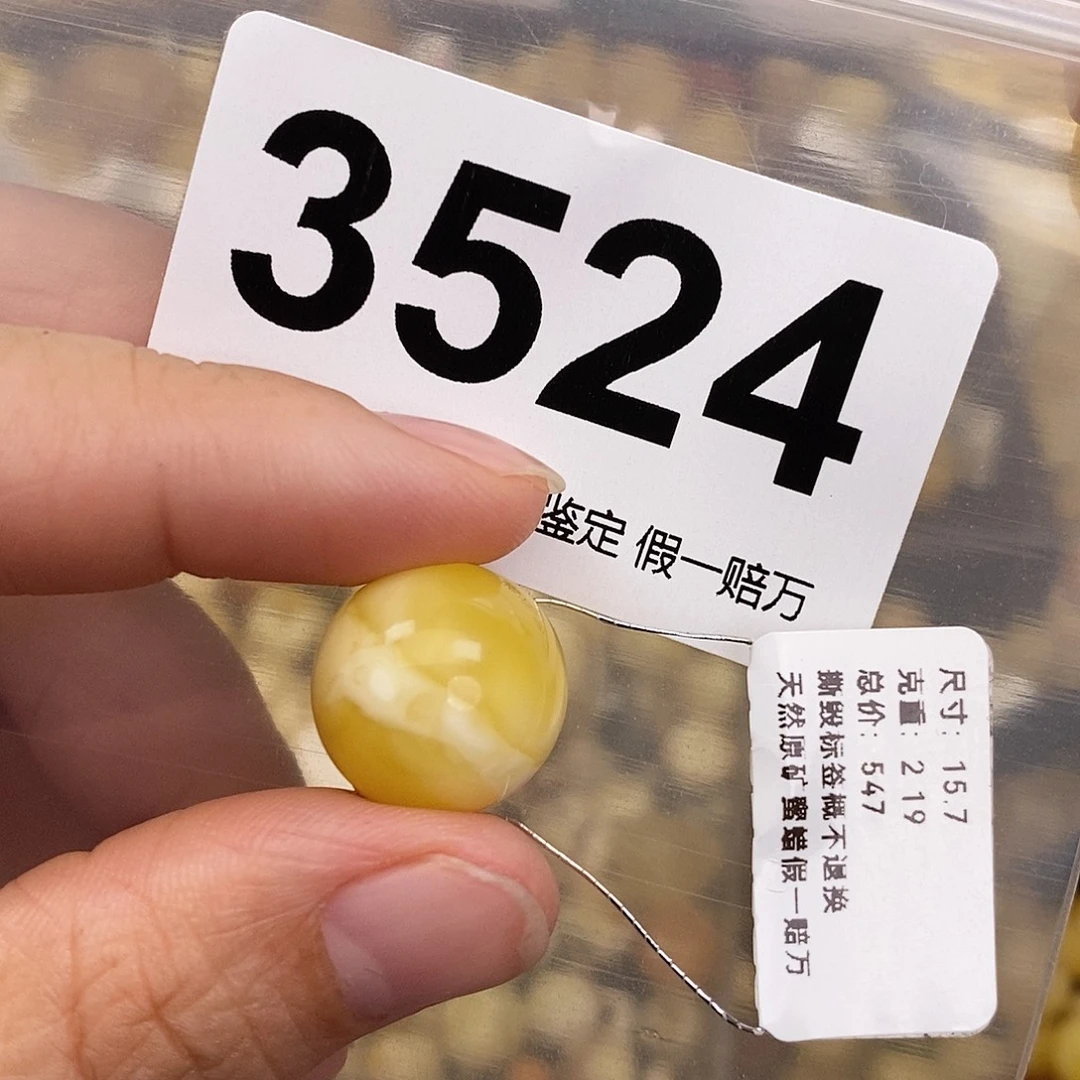 3524
鉴定 假一赔万
尺寸: 15.7
克重: 2.19
总价: 547
撕毁标签概不退换
天然原矿蜜蜡假一赔万